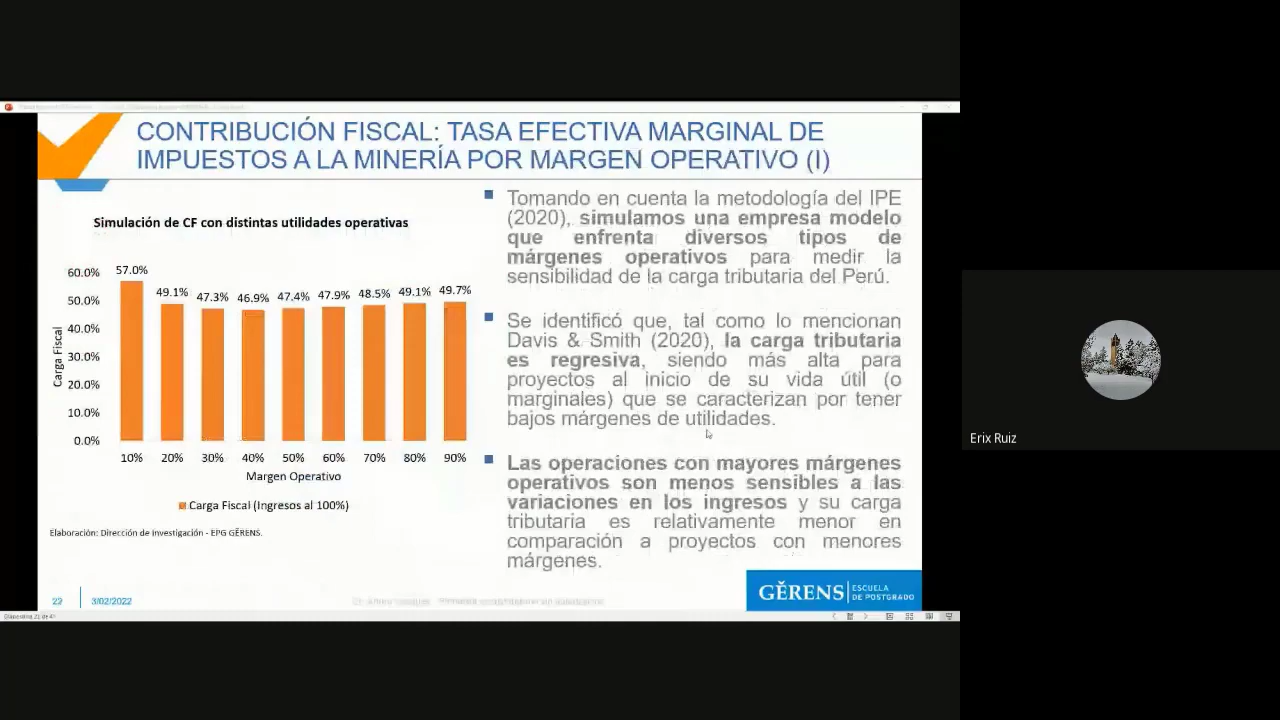 CONTRIBUCIÓN FISCAL: TASA EFECTIVA MARGINAL DE
IMPUESTOS A LA MINERÍA POR MARGEN OPERATIVO (I)
Simulación de CF con distintas utilidades operativas
60.0%
50.0%
40.0%
30.0%
20.0%
10.0%
0.0%
Carga Fiscal
57.0%
49.1%
47.3%
46.9%
47.4%
47.9%
48.5%
49.1%
49.7%
10% 20% 30% 40% 50% 60% 70% 80% 90%
Margen Operativo
Carga Fiscal (Ingresos al 100%)
Elaboración: Dirección de Investigación - EPG GĚRENS.
Tomando en cuenta la metodología del IPE
(2020), simulamos una empresa modelo
que enfrenta diversos tipos de
márgenes operativos para medir la
sensibilidad de la carga tributaria del Perú.
Se identificó que, tal como lo mencionan
Davis & Smith (2020), la carga tributaria
es regresiva, siendo más alta para
proyectos al inicio de su vida útil (o
marginales) que se caracterizan por tener
bajos márgenes de utilidades.
Las operaciones con mayores márgenes
operativos son menos sensibles a las
variaciones en los ingresos y su carga
tributaria es relativamente menor en
comparación a proyectos con menores
márgenes.
22
3/02/2022
GĚRENS
ESCUELA
DE POSTGRADO
Erix Ruiz